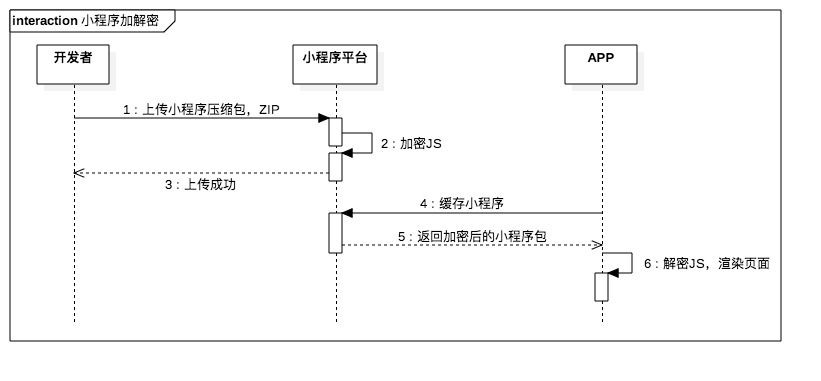 interaction 小程序加解密
开发者
小程序平台
APP
1 : 上传小程序压缩包，ZIP
2 : 加密JS
3 : 上传成功
4 : 缓存小程序
5 : 返回加密后的小程序包
6 : 解密JS，渲染页面